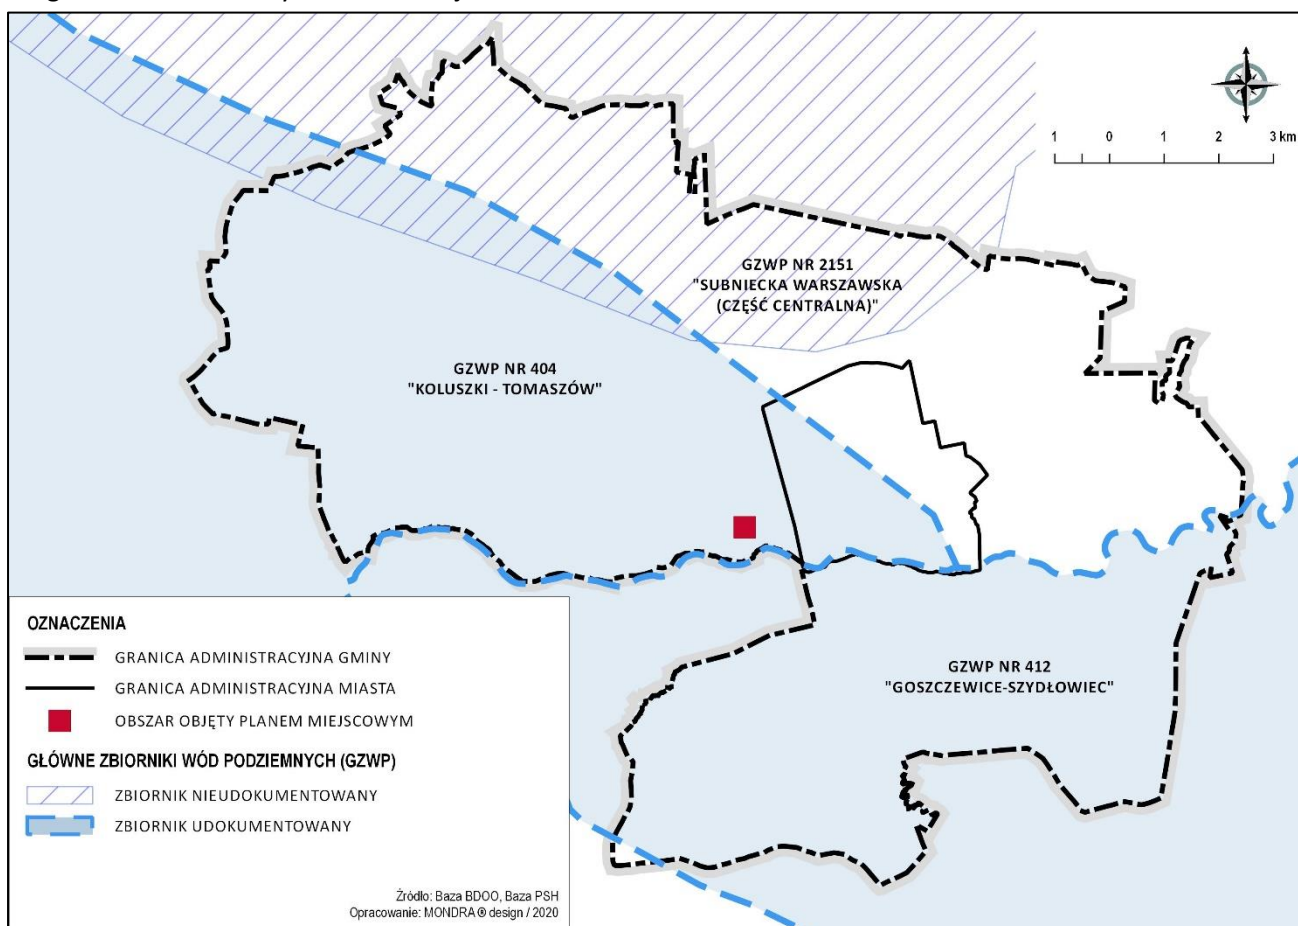 1 0 1 2 3 km
GZWP NR 2151
"SUBNIECKA WARSZAWSKA
(CZĘŚĆ CENTRALNA)"
GZWP NR 404
"KOLUSZKI - TOMASZÓW"
GZWP NR 412
"GOSZCZEWICE-SZYDŁOWIEC"
OZNACZENIA
GRANICA ADMINISTRACYJNA GMINY
GRANICA ADMINISTRACYJNA MIASTA
OBSZAR OBJĘTY PLANEM MIEJSCOWYM
GŁÓWNE ZBIORNIKI WÓD PODZIEMNYCH (GZWP)
ZBIORNIK NIEUDOKUMENTOWANY
ZBIORNIK UDOKUMENTOWANY
Źródło: Baza BDOO, Baza PSH
Opracowanie: MONDRA ® design / 2020